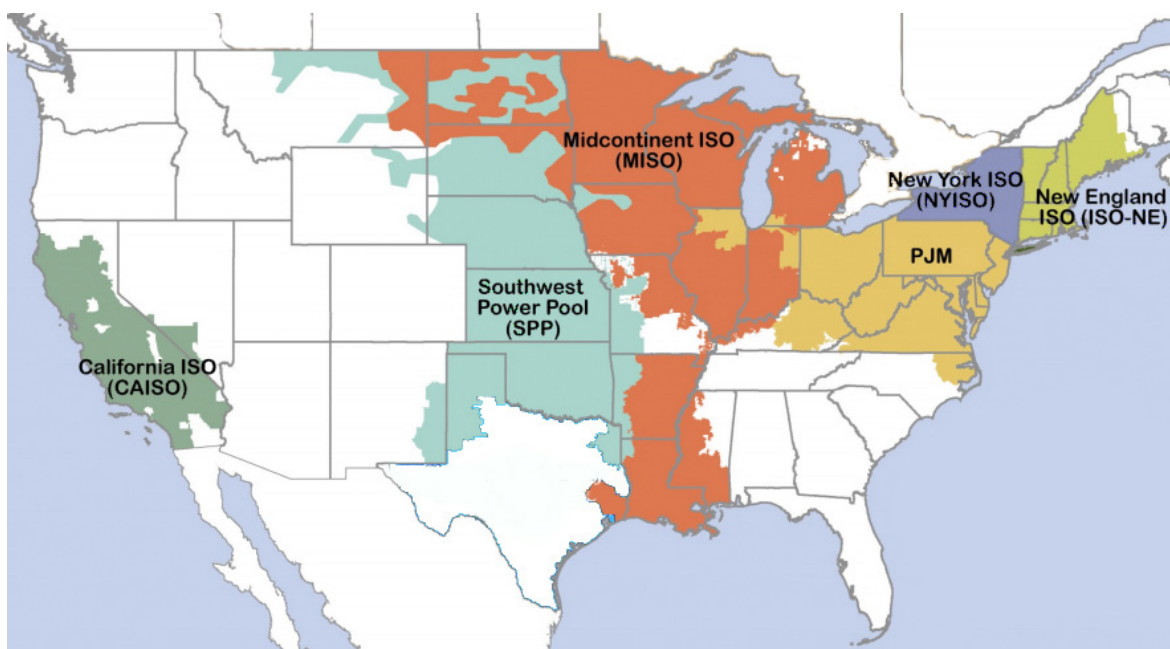 Midcontinent ISO
(MISO)
New York ISO
(NYISO)
New England
ISO (ISO-NE)
PJM
Southwest
Power Pool
(SPP)
California ISO
(CAISO)